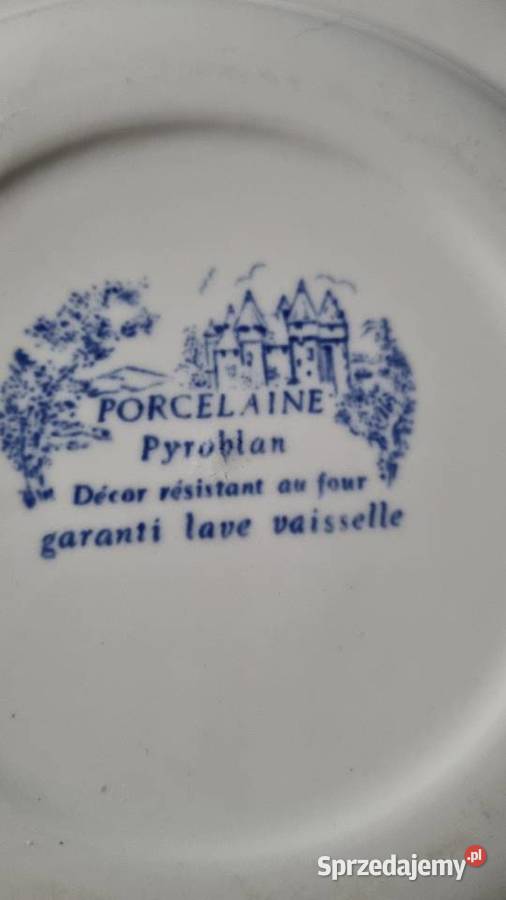 PORCELAINE
Pyroblan
Décor résistant au four
garanti lave vaisselle
Sprzedajemy.pl